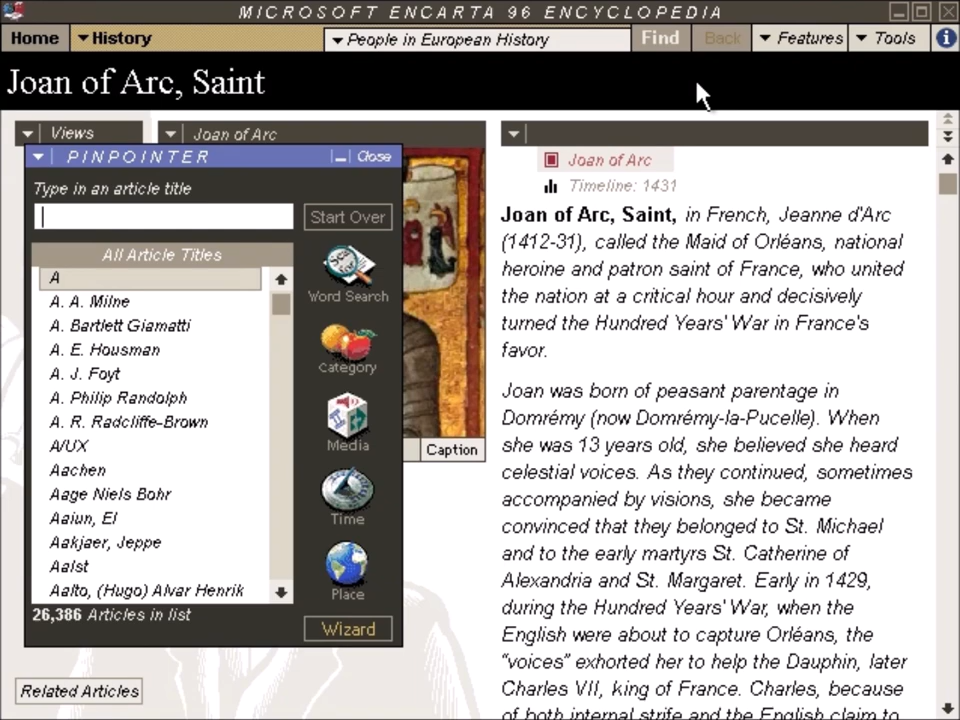 MICROSOFT ENCARTA 96 ENCYCLOPEDIA
Home History People in European History Find Back Features Tools
Joan of Arc, Saint
Views
Joan of Arc
PINPOINTER Close
Type in an article title
Start Over
All Article Titles
A
A. A. Milne
A. Bartlett Giamatti
A. E. Housman
A. J. Foyt
A. Philip Randolph
A. R. Radcliffe-Brown
A/UX
Aachen
Aage Niels Bohr
Aaiun, El
Aakjaer, Jeppe
Aalst
Aalto, (Hugo) Alvar Henrik
26,386 Articles in list
Word Search
Category
Media
Time
Place
Wizard
Caption
Related Articles
Joan of Arc
Timeline: 1431
Joan of Arc, Saint, in French, Jeanne d'Arc
(1412-31), called the Maid of Orléans, national
heroine and patron saint of France, who united
the nation at a critical hour and decisively
turned the Hundred Years' War in France's
favor.
Joan was born of peasant parentage in
Domrémy (now Domrémy-la-Pucelle). When
she was 13 years old, she believed she heard
celestial voices. As they continued, sometimes
accompanied by visions, she became
convinced that they belonged to St. Michael
and to the early martyrs St. Catherine of
Alexandria and St. Margaret. Early in 1429,
during the Hundred Years' War, when the
English were about to capture Orléans, the
"voices" exhorted her to help the Dauphin, later
Charles VII, king of France. Charles, because
of both internal strife and the English claim to